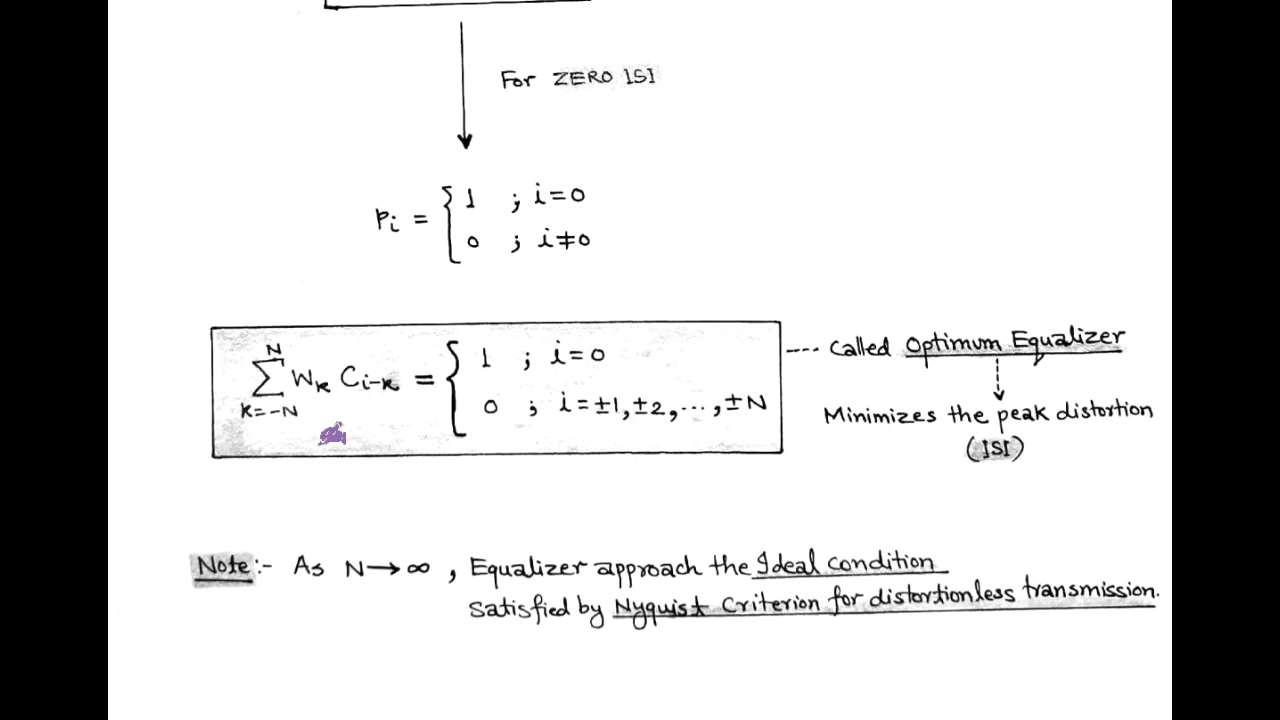 For ZERO ISI
Pi = { 1 ; i=0
0 ; i≠0
N
∑ Wk Ci-k = { 1 ; i=0
k=-N
0 ; i=±1,±2,...,±N
---- called Optimum Equalizer
Minimizes the peak distortion
(ISI)
Note:- As N→∞, Equalizer approach the Ideal condition
satisfied by Nyquist Criterion for distortionless transmission.